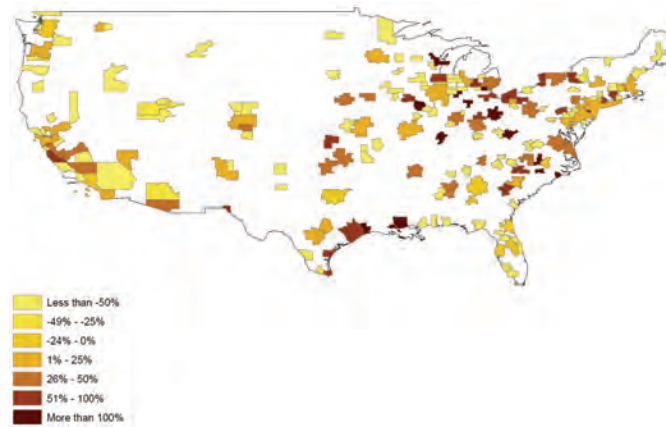 Less than -50%
-49% - -25%
-24% - 0%
1% - 25%
26% - 50%
51% - 100%
More than 100%